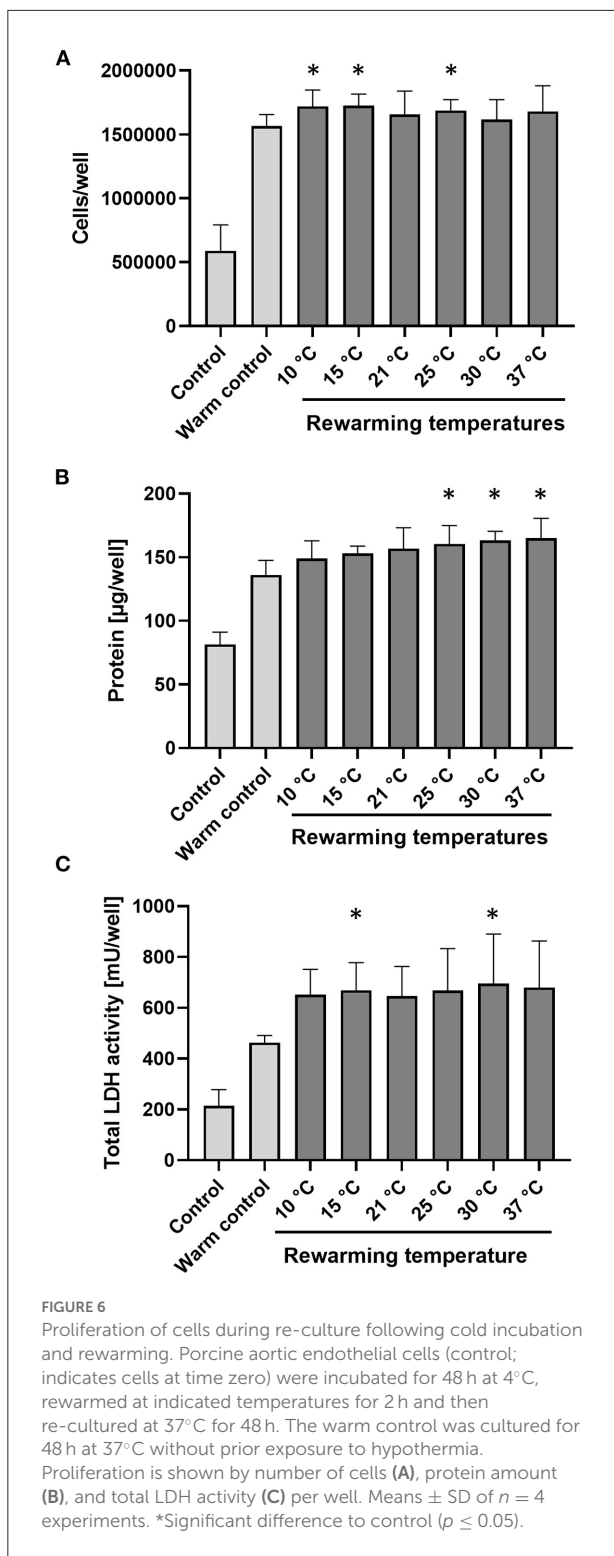 A
2000000
1500000
1000000
500000
0
Cells/well
* * *
Control
Warm control
10 °C
15 °C
21 °C
25 °C
30 °C
37 °C
Rewarming temperatures
B
200
150
100
50
0
Protein [µg/well]
* * *
Control
Warm control
10 °C
15 °C
21 °C
25 °C
30 °C
37 °C
Rewarming temperatures
C
1000
800
600
400
200
0
Total LDH activity [mU/well]
* *
Control
Warm control
10 °C
15 °C
21 °C
25 °C
30 °C
37 °C
Rewarming temperature
FIGURE 6
Proliferation of cells during re-culture following cold incubation
and rewarming. Porcine aortic endothelial cells (control;
indicates cells at time zero) were incubated for 48 h at 4°C,
rewarmed at indicated temperatures for 2 h and then
re-cultured at 37°C for 48 h. The warm control was cultured for
48 h at 37°C without prior exposure to hypothermia.
Proliferation is shown by number of cells (A), protein amount
(B), and total LDH activity (C) per well. Means ± SD of n = 4
experiments. *Significant difference to control (p ≤ 0.05).